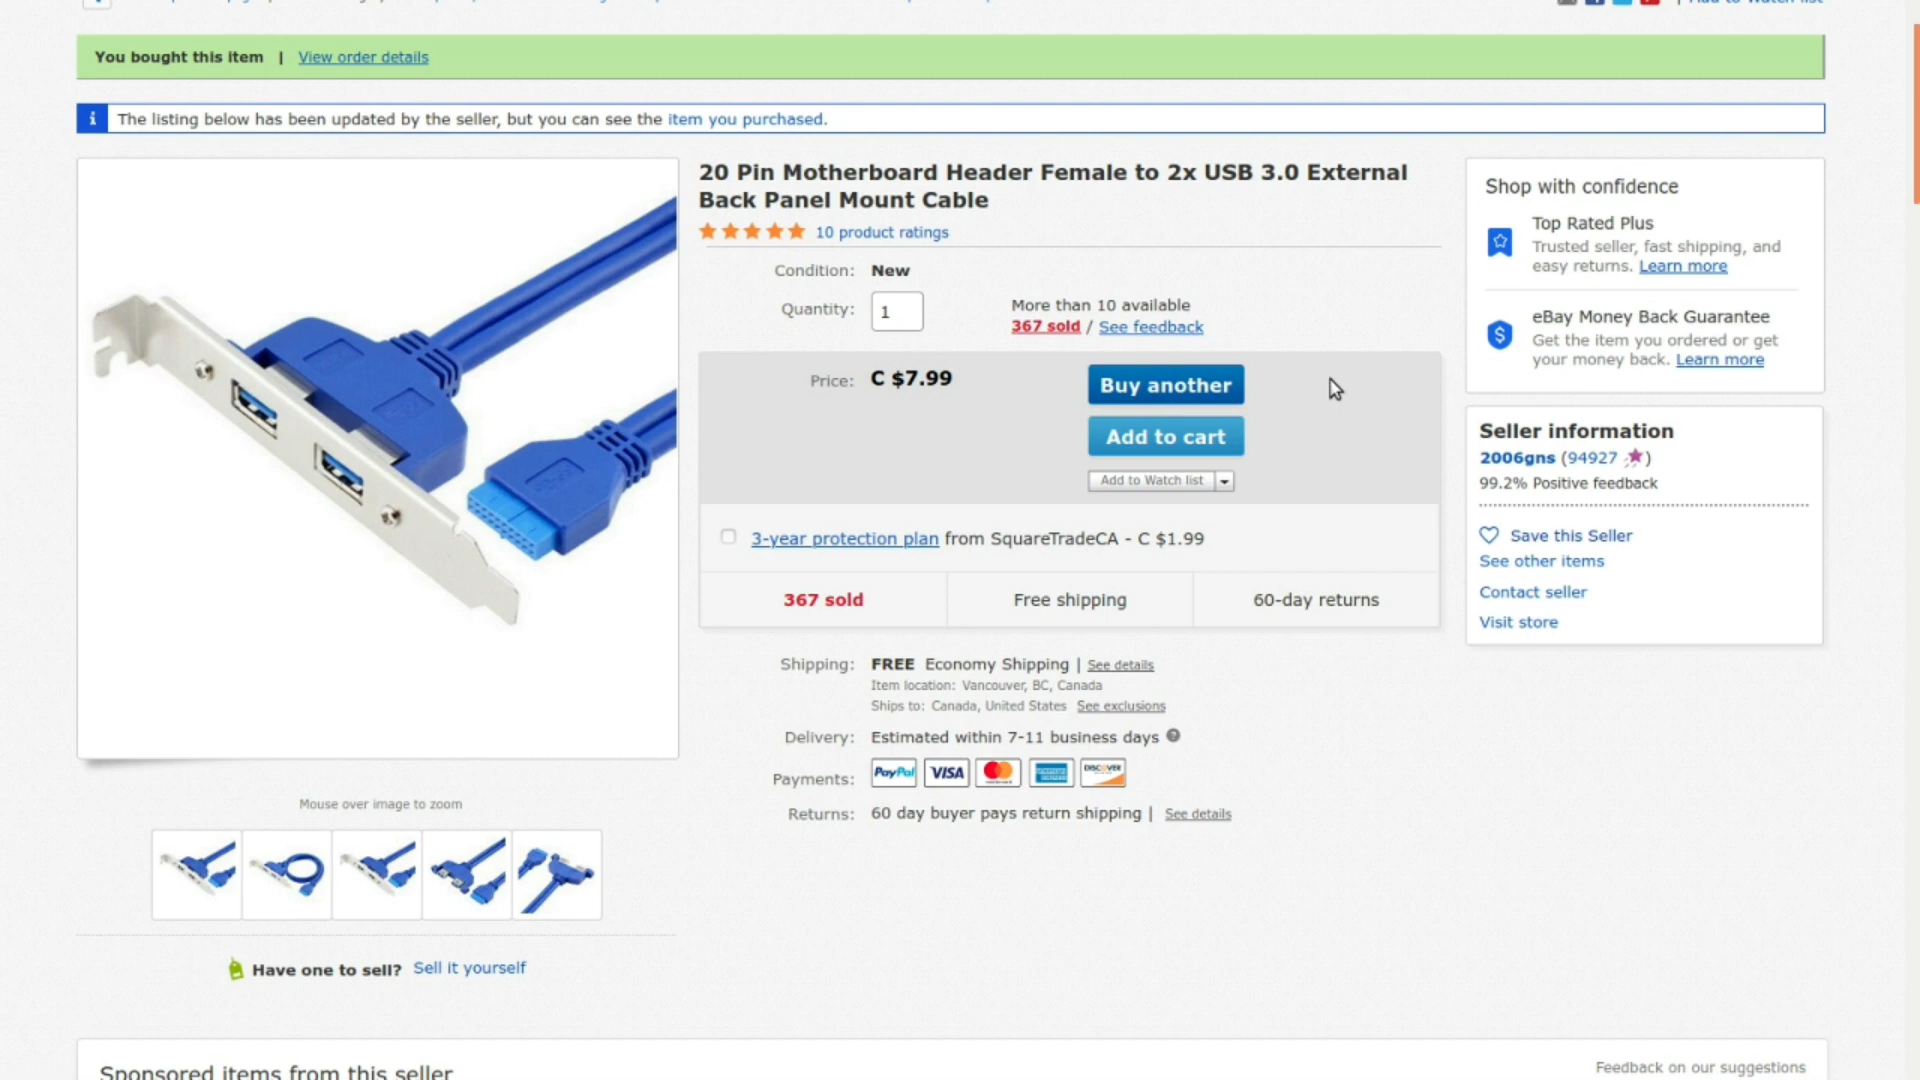 You bought this item | View order details
i The listing below has been updated by the seller, but you can see the item you purchased.
20 Pin Motherboard Header Female to 2x USB 3.0 External
Back Panel Mount Cable
10 product ratings
Condition: New
Quantity: 1
More than 10 available
367 sold / See feedback
Price: C $7.99
Buy another
Add to cart
Add to Watch list
3-year protection plan from SquareTradeCA - C $1.99
367 sold
Free shipping
60-day returns
Shipping: FREE Economy Shipping | See details
Item location: Vancouver, BC, Canada
Ships to: Canada, United States See exclusions
Delivery: Estimated within 7-11 business days
Payments: PayPal VISA DISCOVER
Returns: 60 day buyer pays return shipping | See details
Shop with confidence
Top Rated Plus
Trusted seller, fast shipping, and
easy returns. Learn more
eBay Money Back Guarantee
Get the item you ordered or get
your money back. Learn more
Seller information
2006gns (94927)
99.2% Positive feedback
Save this Seller
See other items
Contact seller
Visit store
Mouse over image to zoom
Have one to sell? Sell it yourself
Sponsored items from this seller
Feedback on our suggestions